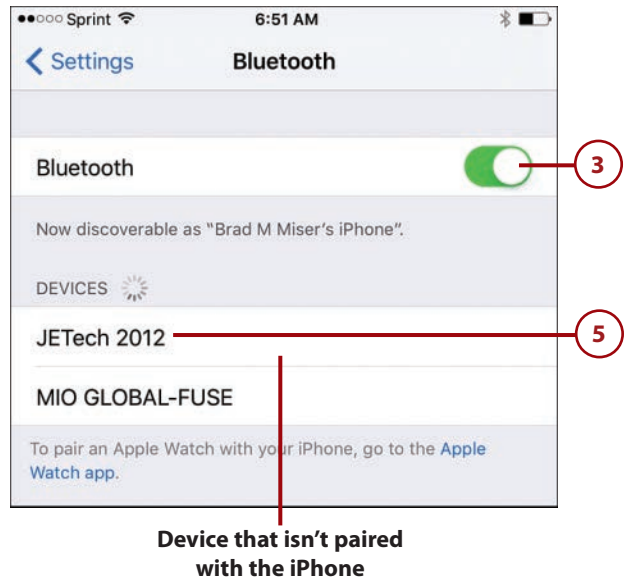 Sprint 6:51 AM
Settings Bluetooth
Bluetooth
3
Now discoverable as "Brad M Miser's iPhone".
DEVICES
JETech 2012
5
MIO GLOBAL-FUSE
To pair an Apple Watch with your iPhone, go to the Apple
Watch app.
Device that isn't paired
with the iPhone